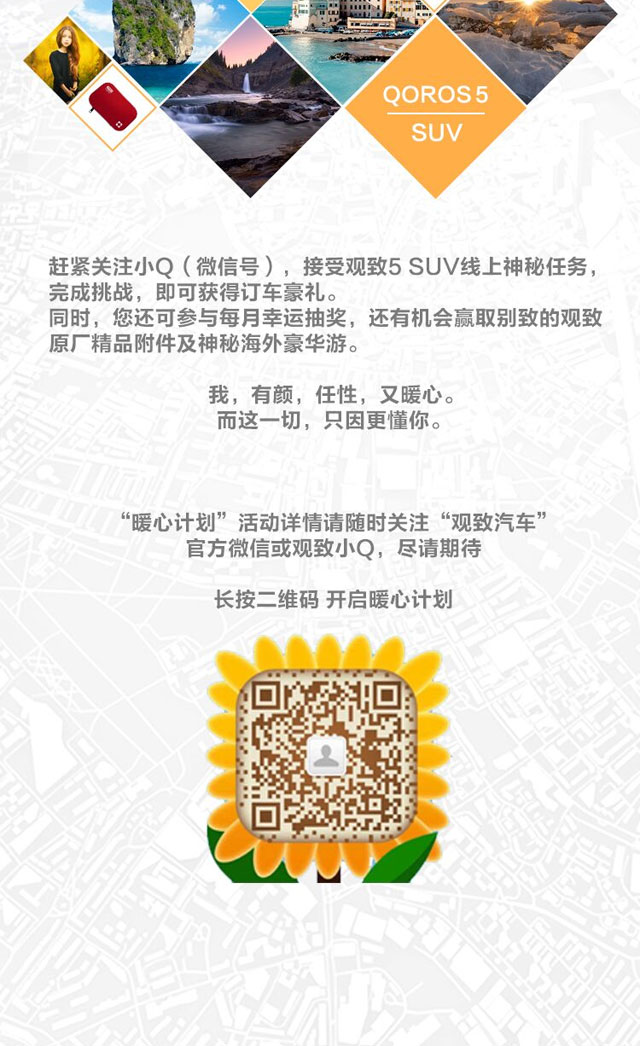 QOROS 5
SUV
赶紧关注小Q（微信号），接受观致5 SUV线上神秘任务，
完成挑战，即可获得订车豪礼。
同时，您还可参与每月幸运抽奖，还有机会赢取别致的观致
原厂精品附件及神秘海外豪华游。
我，有颜，任性，又暖心。
而这一切，只因更懂你。
“暖心计划”活动详情请随时关注“观致汽车”
官方微信或观致小Q，尽请期待
长按二维码 开启暖心计划